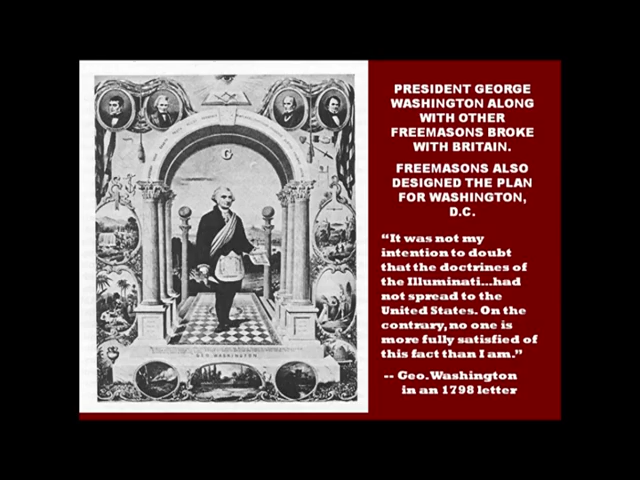 G
GEO. WASHINGTON.
PRESIDENT GEORGE
WASHINGTON ALONG
WITH OTHER
FREEMASONS BROKE
WITH BRITAIN.
FREEMASONS ALSO
DESIGNED THE PLAN
FOR WASHINGTON,
D.C.
“It was not my
intention to doubt
that the doctrines of
the Illuminati...had
not spread to the
United States. On the
contrary, no one is
more fully satisfied of
this fact than I am.”
-- Geo.Washington
in an 1798 letter